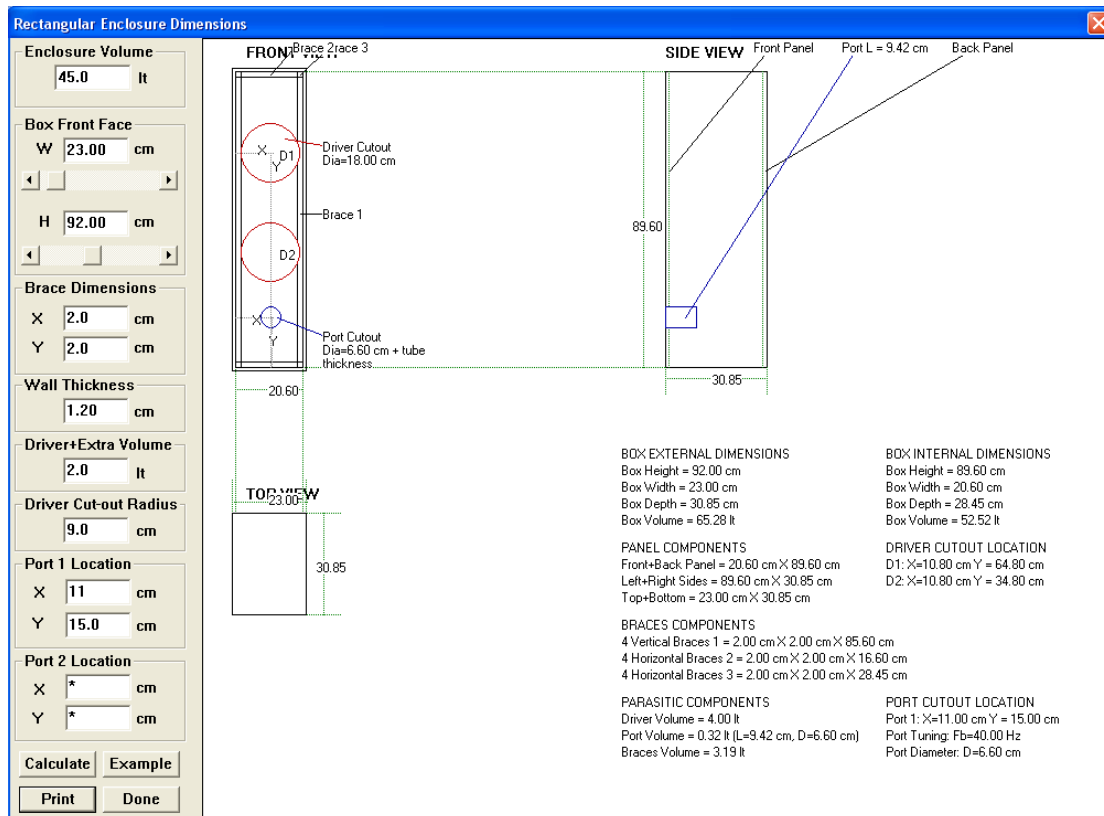 Rectangular Enclosure Dimensions
Enclosure Volume
45.0 lt
Box Front Face
W 23.00 cm
H 92.00 cm
Brace Dimensions
X 2.0 cm
Y 2.0 cm
Wall Thickness
1.20 cm
Driver+Extra Volume
2.0 lt
Driver Cut-out Radius
9.0 cm
Port 1 Location
X 11 cm
Y 15.0 cm
Port 2 Location
X * cm
Y * cm
Calculate Example
Print Done
FRONT VIEW
Brace 2 race 3
X D1
Y
Driver Cutout
Dia=18.00 cm
Brace 1
D2
X
Y
Port Cutout
Dia=6.60 cm + tube
thickness
20.60
SIDE VIEW
Front Panel
Port L = 9.42 cm
Back Panel
89.60
30.85
TOP VIEW
23.00
30.85
BOX EXTERNAL DIMENSIONS
Box Height = 92.00 cm
Box Width = 23.00 cm
Box Depth = 30.85 cm
Box Volume = 65.28 lt
BOX INTERNAL DIMENSIONS
Box Height = 89.60 cm
Box Width = 20.60 cm
Box Depth = 28.45 cm
Box Volume = 52.52 lt
PANEL COMPONENTS
Front+Back Panel = 20.60 cm X 89.60 cm
Left+Right Sides = 89.60 cm X 30.85 cm
Top+Bottom = 23.00 cm X 30.85 cm
DRIVER CUTOUT LOCATION
D1: X=10.80 cm Y = 64.80 cm
D2: X=10.80 cm Y = 34.80 cm
BRACES COMPONENTS
4 Vertical Braces 1 = 2.00 cm X 2.00 cm X 85.60 cm
4 Horizontal Braces 2 = 2.00 cm X 2.00 cm X 16.60 cm
4 Horizontal Braces 3 = 2.00 cm X 2.00 cm X 28.45 cm
PARASITIC COMPONENTS
Driver Volume = 4.00 lt
Port Volume = 0.32 lt (L=9.42 cm, D=6.60 cm)
Braces Volume = 3.19 lt
PORT CUTOUT LOCATION
Port 1: X=11.00 cm Y = 15.00 cm
Port Tuning: Fb=40.00 Hz
Port Diameter: D=6.60 cm